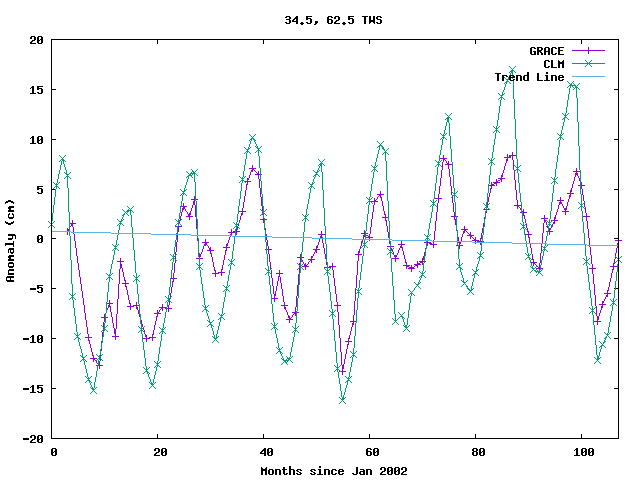 34.5, 62.5 TWS
20
15
10
5
0
-5
-10
-15
-20
Anomaly (cm)
GRACE
CLM
Trend Line
0 20 40 60 80 100
Months since Jan 2002